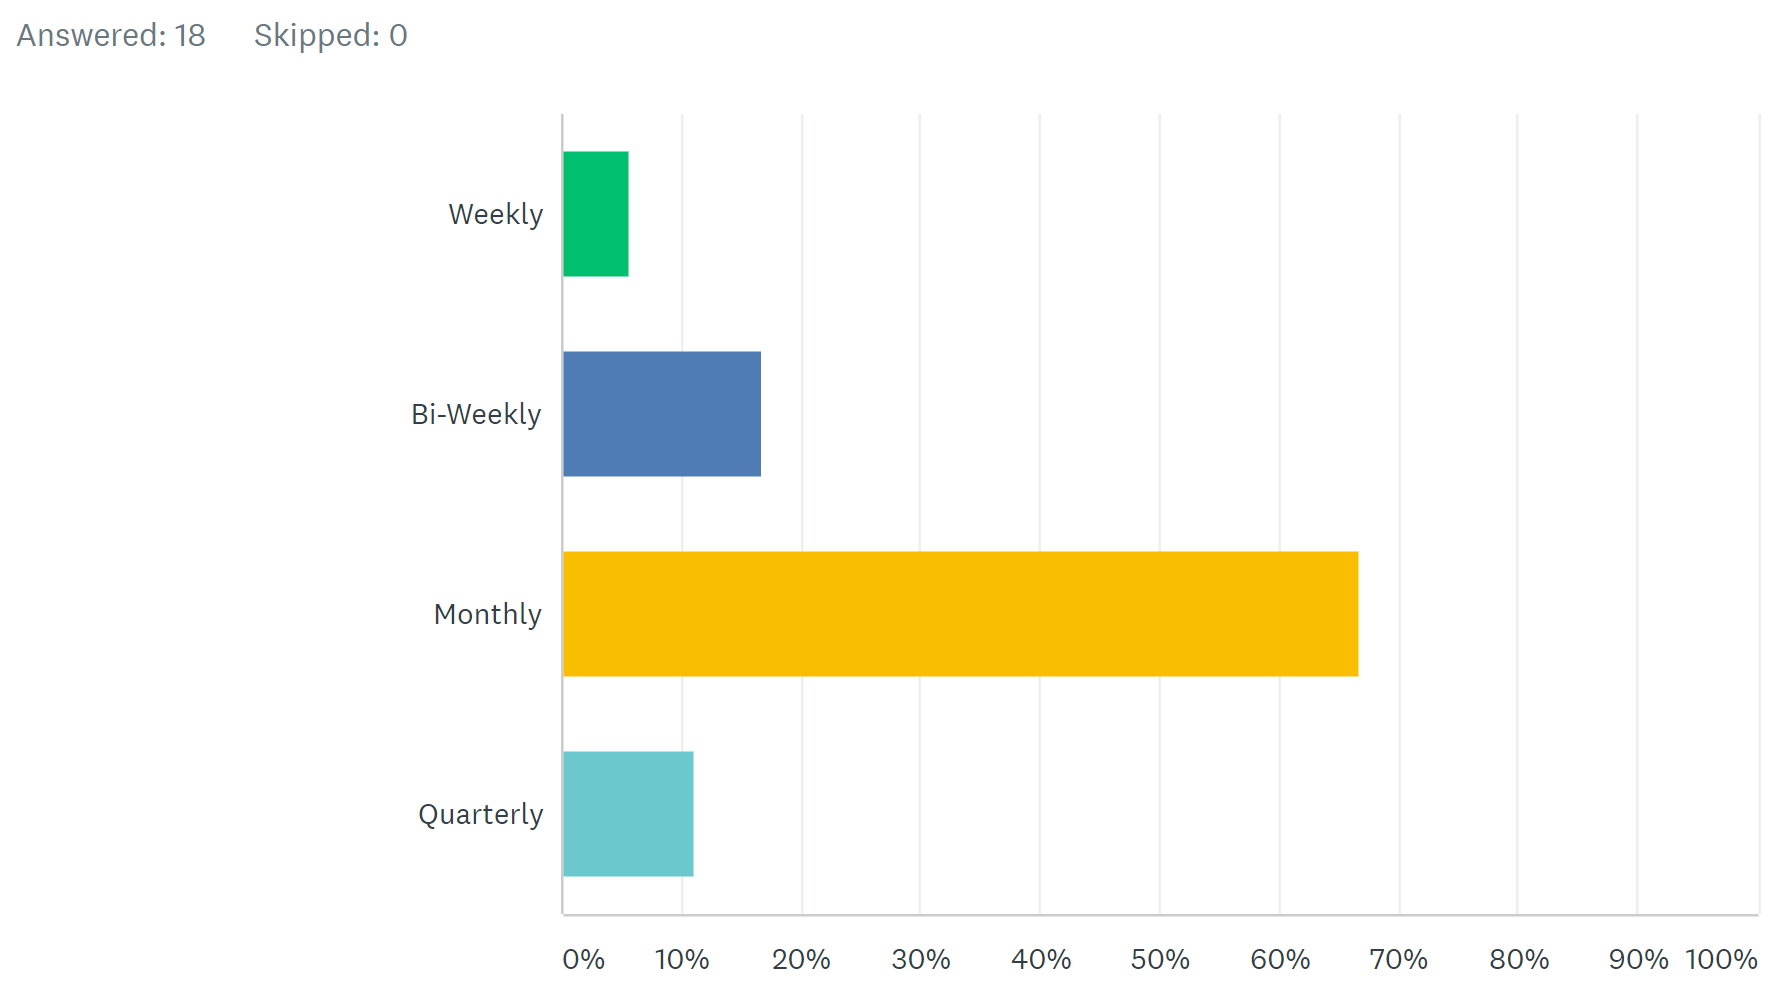 Answered: 18 Skipped: 0
Weekly
Bi-Weekly
Monthly
Quarterly
0% 10% 20% 30% 40% 50% 60% 70% 80% 90% 100%